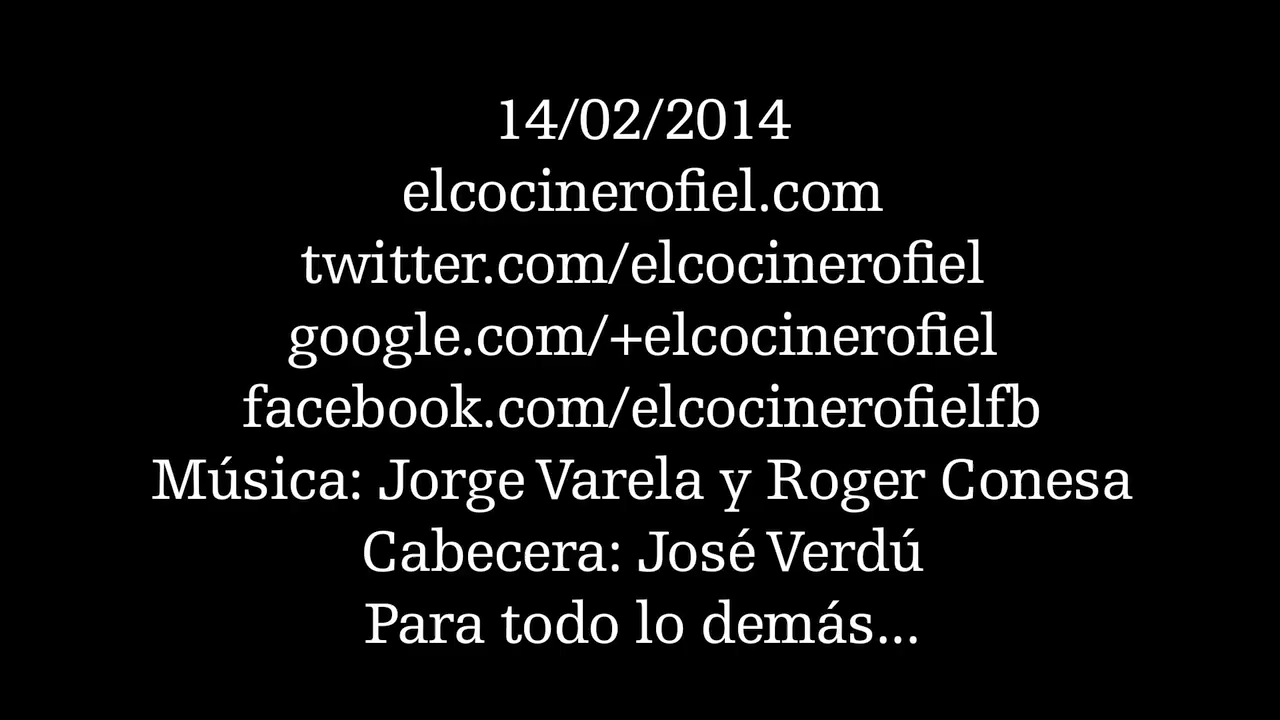 14/02/2014
elcocinerofiel.com
twitter.com/elcocinerofiel
google.com/+elcocinerofiel
facebook.com/elcocinerofielfb
Música: Jorge Varela y Roger Conesa
Cabecera: José Verdú
Para todo lo demás...